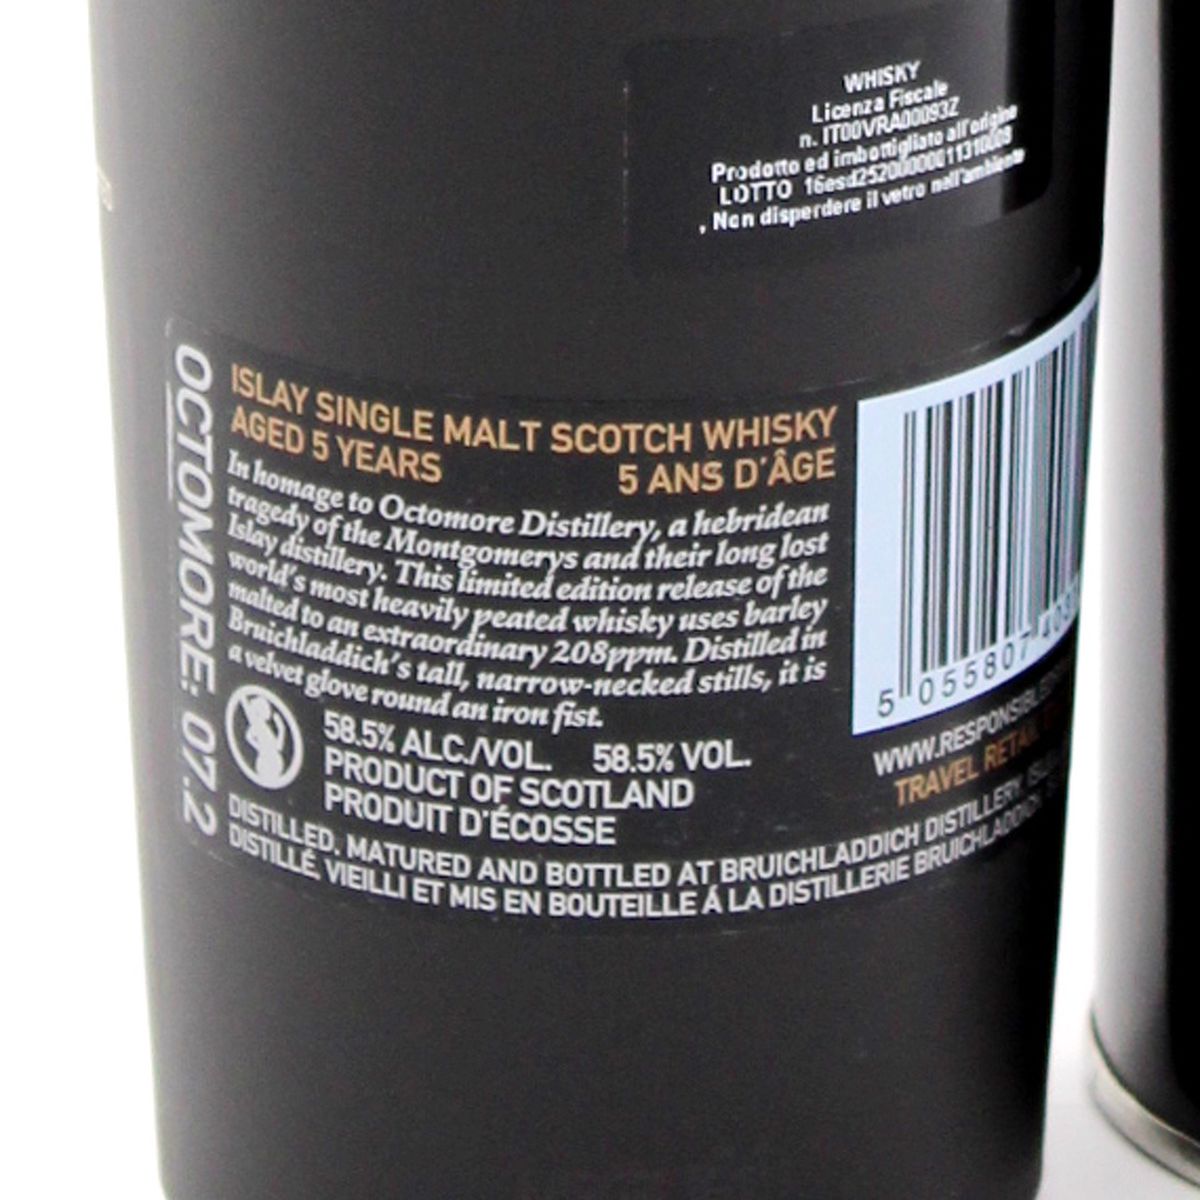 WHISKY
Licenza Fiscale
n. IT00VRA00093Z
Prodotto ed imbottigliato all'origine
LOTTO 16esd25200000011310009
, Non disperdere il vetro nell'ambiente
OCTOMORE: 07.2
ISLAY SINGLE MALT SCOTCH WHISKY
AGED 5 YEARS 5 ANS D'ÂGE
In homage to Octomore Distillery, a hebridean
tragedy of the Montgomerys and their long lost
Islay distillery. This limited edition release of the
world's most heavily peated whisky uses barley
malted to an extraordinary 208ppm. Distilled in
Bruichladdich's tall, narrow-necked stills, it is
a velvet glove round an iron fist.
58.5% ALC./VOL. 58.5% VOL.
PRODUCT OF SCOTLAND
PRODUIT D'ÉCOSSE
DISTILLED, MATURED AND BOTTLED AT BRUICHLADDICH DISTILLERY,
DISTILLÉ, VIEILLI ET MIS EN BOUTEILLE Á LA DISTILLERIE BRUICHLADDICH,
5 055807
TRAVEL RETAIL